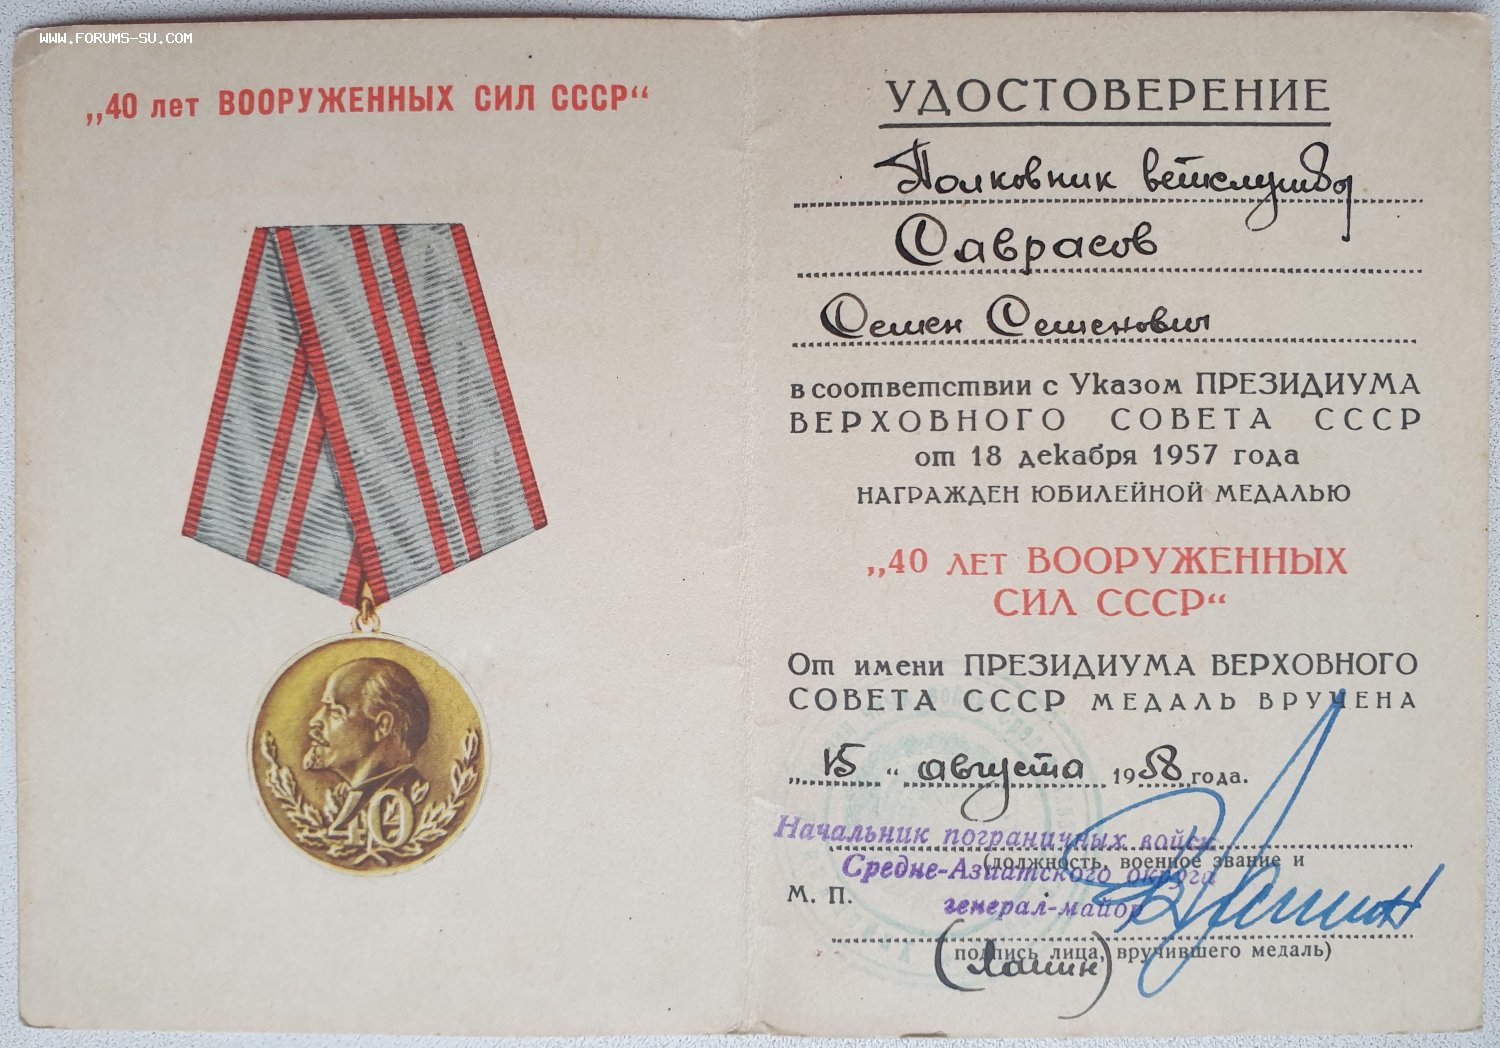 WWW.FORUMS-SU.COM
„40 лет ВООРУЖЕННЫХ СИЛ СССР“
40
УДОСТОВЕРЕНИЕ
Полковник ветслужбы
Саврасов
Семен Семенович
в соответствии с Указом ПРЕЗИДИУМА
ВЕРХОВНОГО СОВЕТА СССР
от 18 декабря 1957 года
НАГРАЖДЕН ЮБИЛЕЙНОЙ МЕДАЛЬЮ
„40 ЛЕТ ВООРУЖЕННЫХ
СИЛ СССР“
От имени ПРЕЗИДИУМА ВЕРХОВНОГО
СОВЕТА СССР МЕДАЛЬ ВРУЧЕНА
„15“ августа 1958 года.
Начальник пограничных войск
(должность, военное звание и
Средне-Азиатского округа
М. П.
генерал-майор
подпись лица, вручившего медаль)